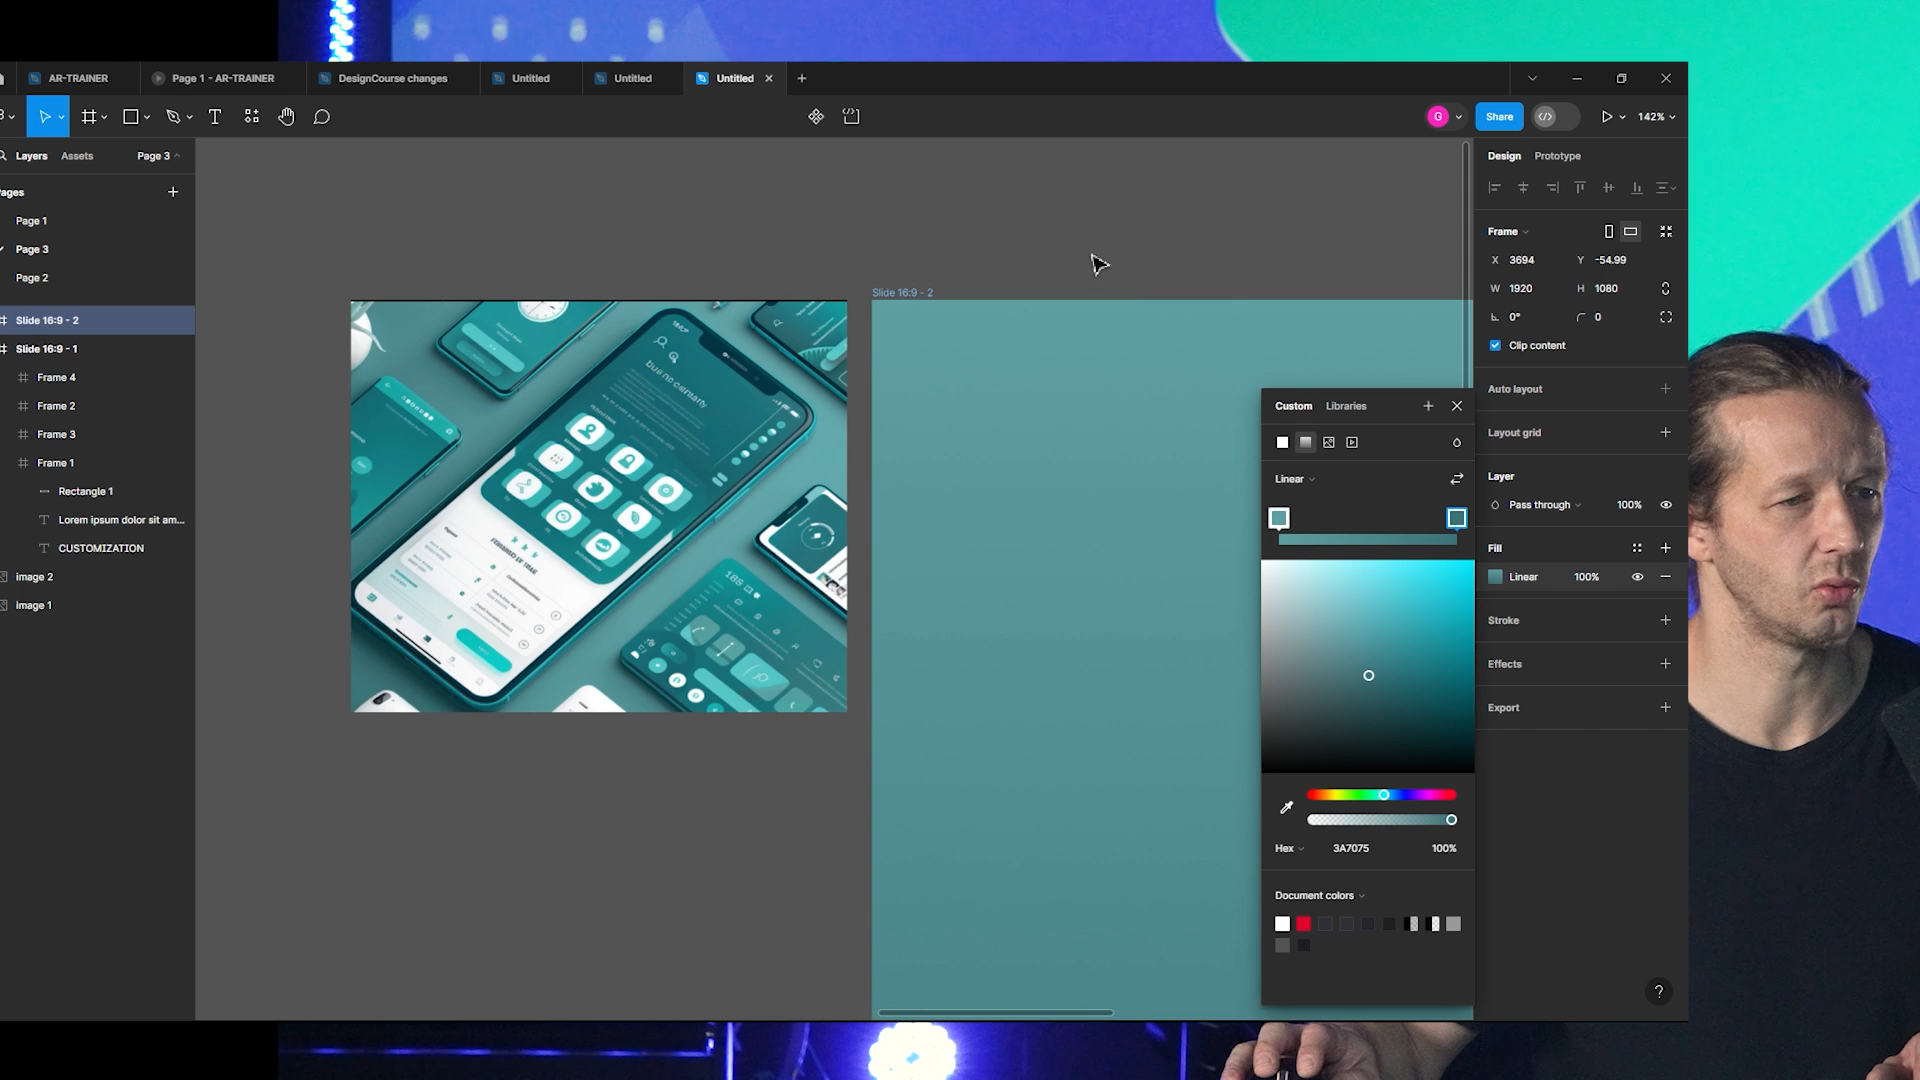 AR-TRAINER
Page 1 - AR-TRAINER
DesignCourse changes
Untitled
Untitled
Untitled
G
Share
142%
Layers
Assets
Page 3
Pages
Page 1
Page 3
Page 2
Slide 16:9 - 2
Slide 16:9 - 1
Frame 4
Frame 2
Frame 3
Frame 1
Rectangle 1
Lorem ipsum dolor sit am...
CUSTOMIZATION
image 2
image 1
Slide 16:9 - 2
Custom
Libraries
Linear
Hex
3A7075
100%
Document colors
Design
Prototype
Frame
X 3694
Y -54.99
W 1920
H 1080
0°
0
Clip content
Auto layout
Layout grid
Layer
Pass through
100%
Fill
Linear
100%
Stroke
Effects
Export
?